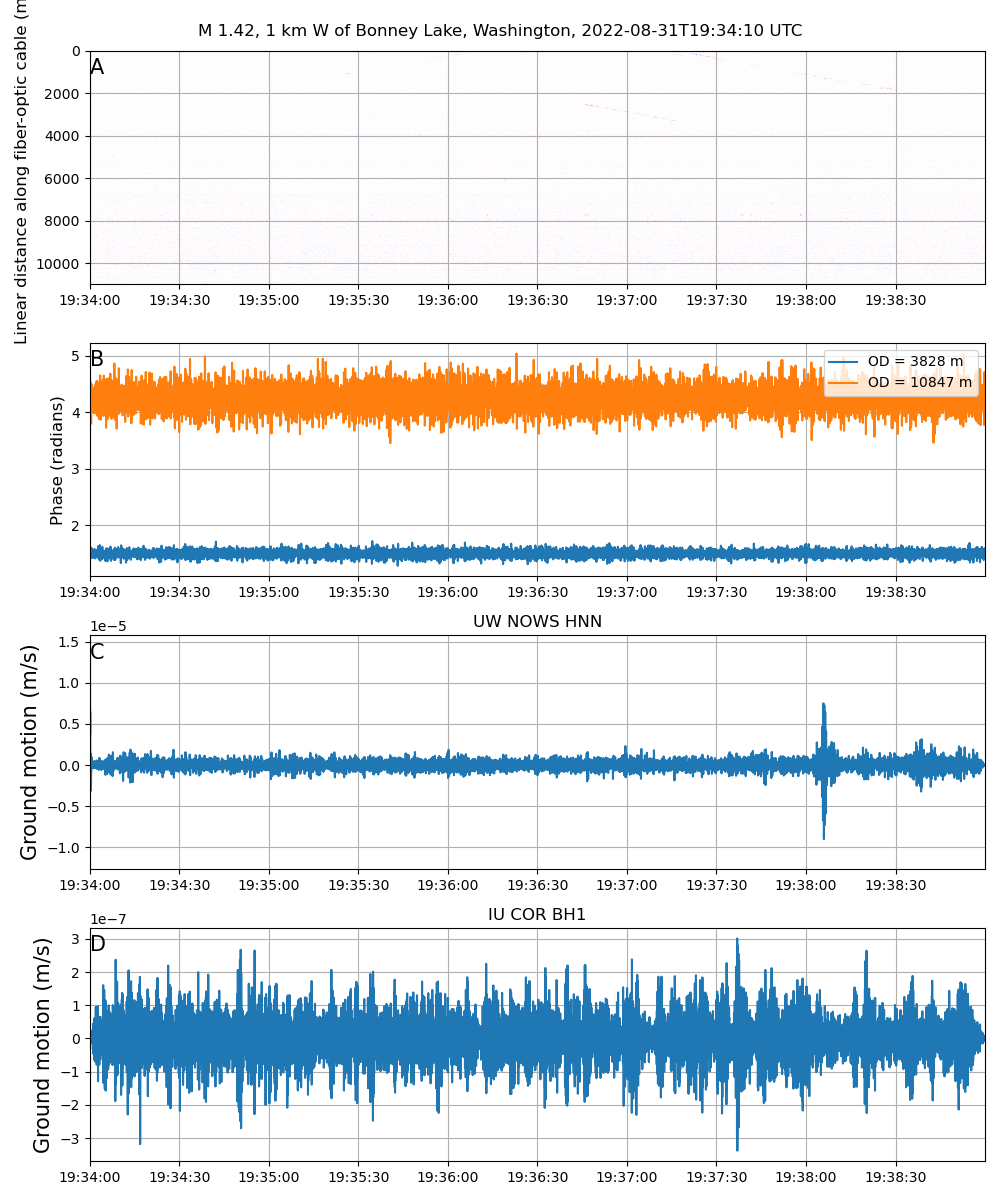 M 1.42, 1 km W of Bonney Lake, Washington, 2022-08-31T19:34:10 UTC
Linear distance along fiber-optic cable (m
A
0
2000
4000
6000
8000
10000
19:34:00 19:34:30 19:35:00 19:35:30 19:36:00 19:36:30 19:37:00 19:37:30 19:38:00 19:38:30
Phase (radians)
B
5
4
3
2
OD = 3828 m
OD = 10847 m
19:34:00 19:34:30 19:35:00 19:35:30 19:36:00 19:36:30 19:37:00 19:37:30 19:38:00 19:38:30
UW NOWS HNN
1e−5
Ground motion (m/s)
C
1.5
1.0
0.5
0.0
−0.5
−1.0
19:34:00 19:34:30 19:35:00 19:35:30 19:36:00 19:36:30 19:37:00 19:37:30 19:38:00 19:38:30
IU COR BH1
1e−7
Ground motion (m/s)
D
3
2
1
0
−1
−2
−3
19:34:00 19:34:30 19:35:00 19:35:30 19:36:00 19:36:30 19:37:00 19:37:30 19:38:00 19:38:30